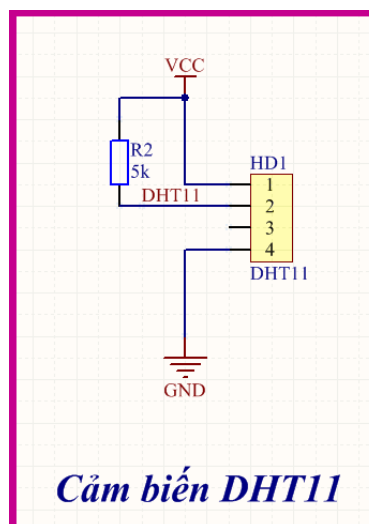 VCC
R2
5k
DHT11
HD1
1
2
3
4
DHT11
GND
Cảm biến DHT11